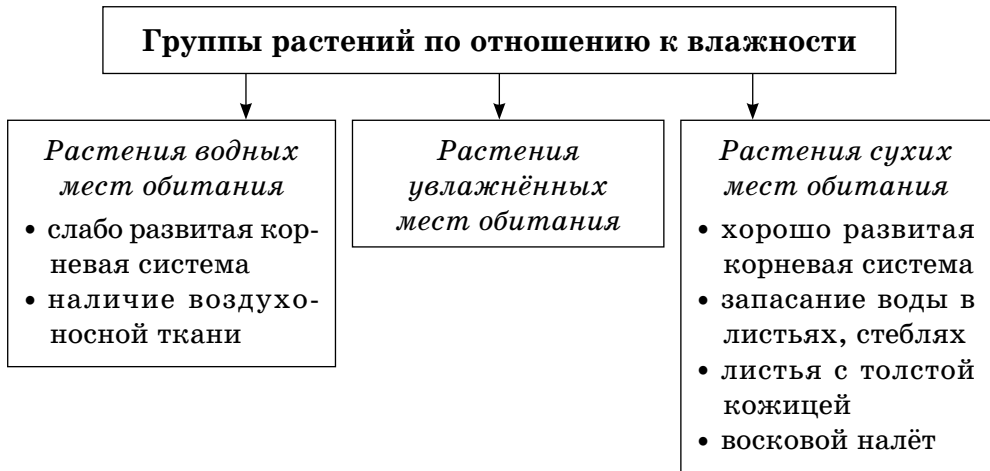 Группы растений по отношению к влажности
Растения водных
мест обитания
• слабо развитая кор-
невая система
• наличие воздухо-
носной ткани
Растения
увлажнённых
мест обитания
Растения сухих
мест обитания
• хорошо развитая
корневая система
• запасание воды в
листьях, стеблях
• листья с толстой
кожицей
• восковой налёт